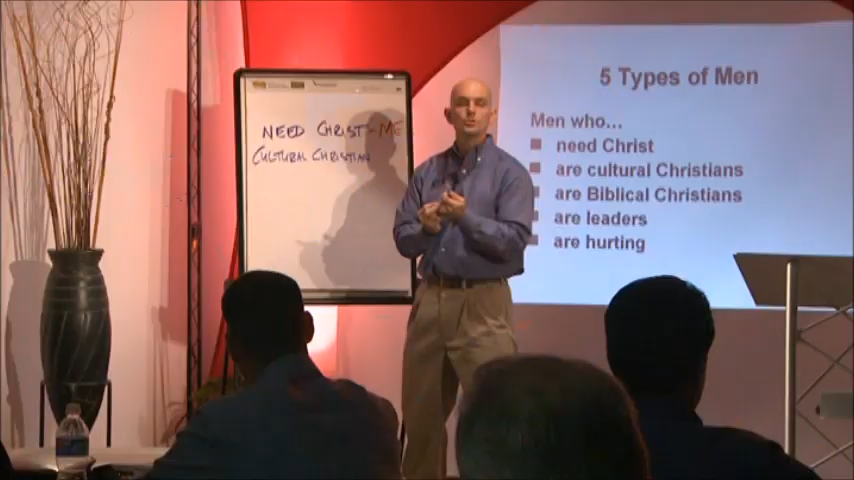 NEED CHRIST - ME
CULTURAL CHRISTIAN
5 Types of Men
Men who...
need Christ
are cultural Christians
are Biblical Christians
are leaders
are hurting